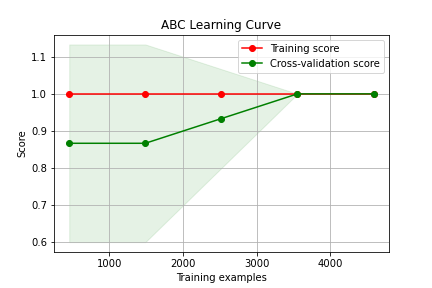 ABC Learning Curve
Training score
Cross-validation score
Score
1.1
1.0
0.9
0.8
0.7
0.6
1000 2000 3000 4000
Training examples